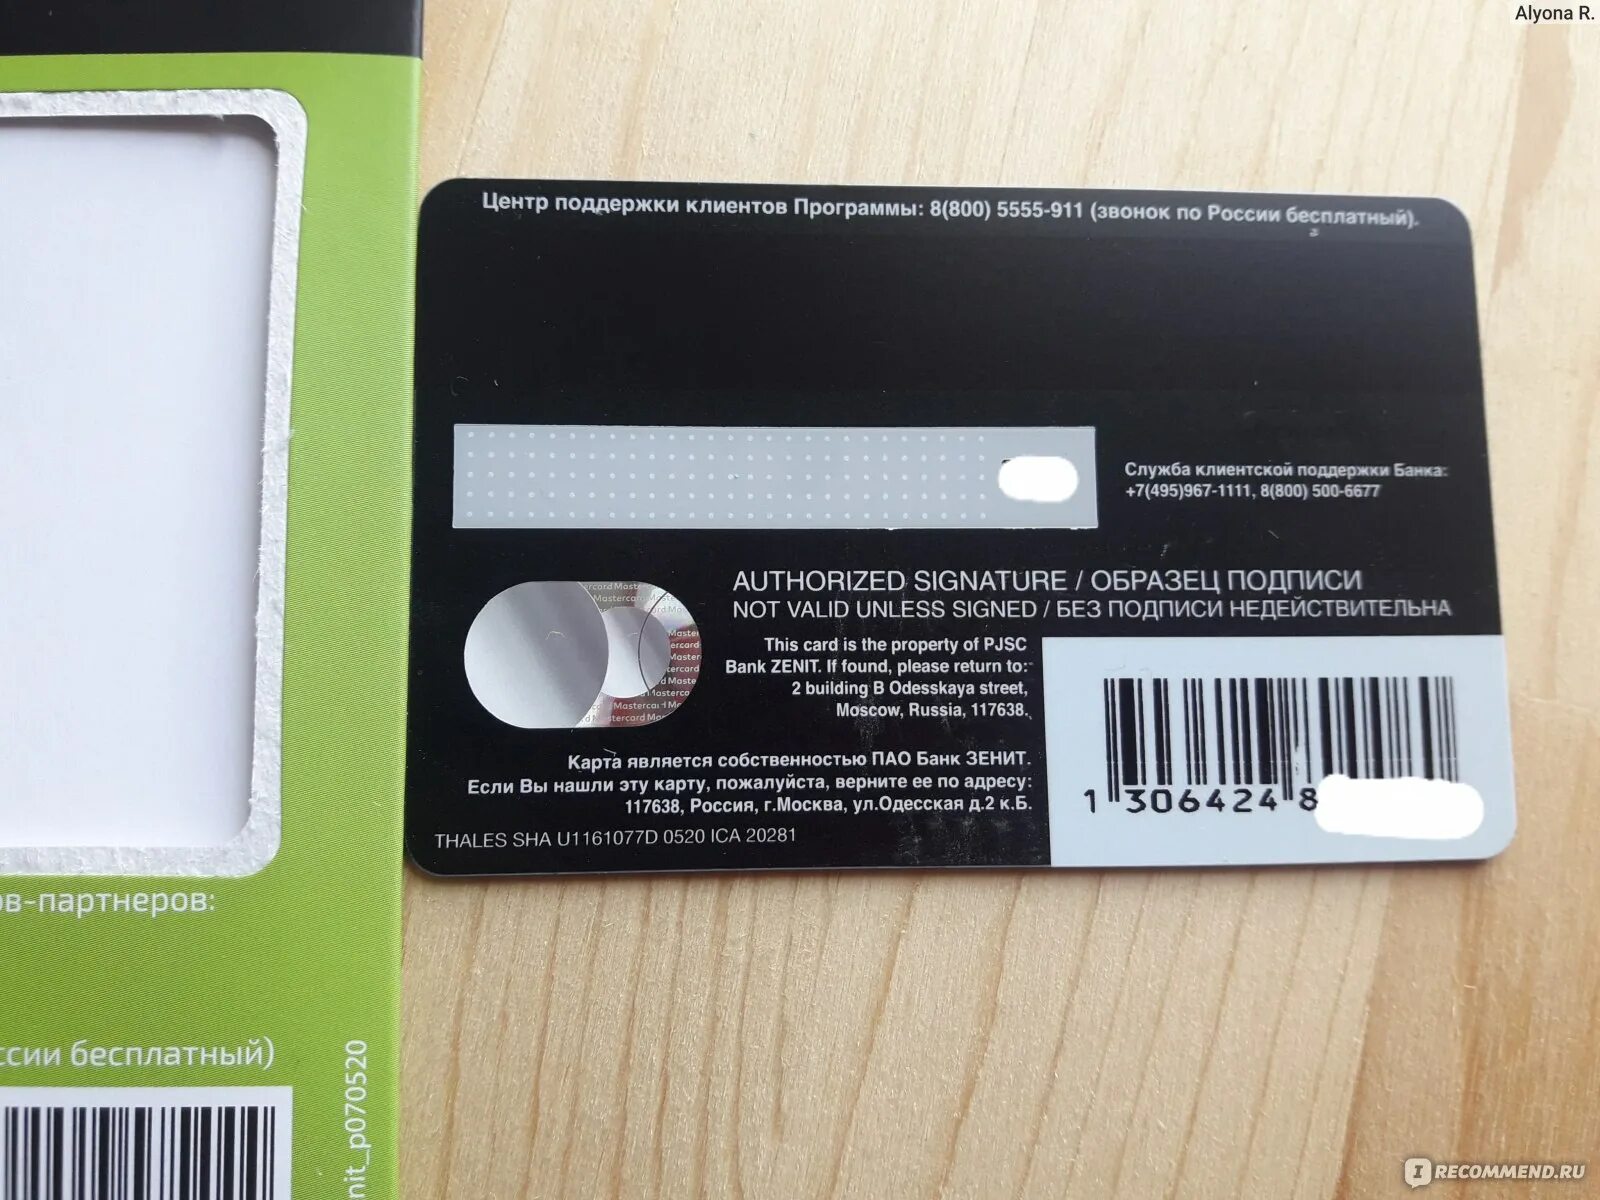 Alyona R.
Центр поддержки клиентов Программы: 8(800) 5555-911 (звонок по России бесплатный).
Служба клиентской поддержки Банка:
+7(495)967-1111, 8(800) 500-6677
AUTHORIZED SIGNATURE / ОБРАЗЕЦ ПОДПИСИ
NOT VALID UNLESS SIGNED / БЕЗ ПОДПИСИ НЕДЕЙСТВИТЕЛЬНА
This card is the property of PJSC
Bank ZENIT. If found, please return to:
2 building B Odesskaya street,
Moscow, Russia, 117638.
Карта является собственностью ПАО Банк ЗЕНИТ.
Если Вы нашли эту карту, пожалуйста, верните ее по адресу:
117638, Россия, г.Москва, ул.Одесская д.2 к.Б.
THALES SHA U1161077D 0520 ICA 20281
1 306424 8
ов-партнеров:
ссии бесплатный)
nit_p070520
IRECOMMEND.RU